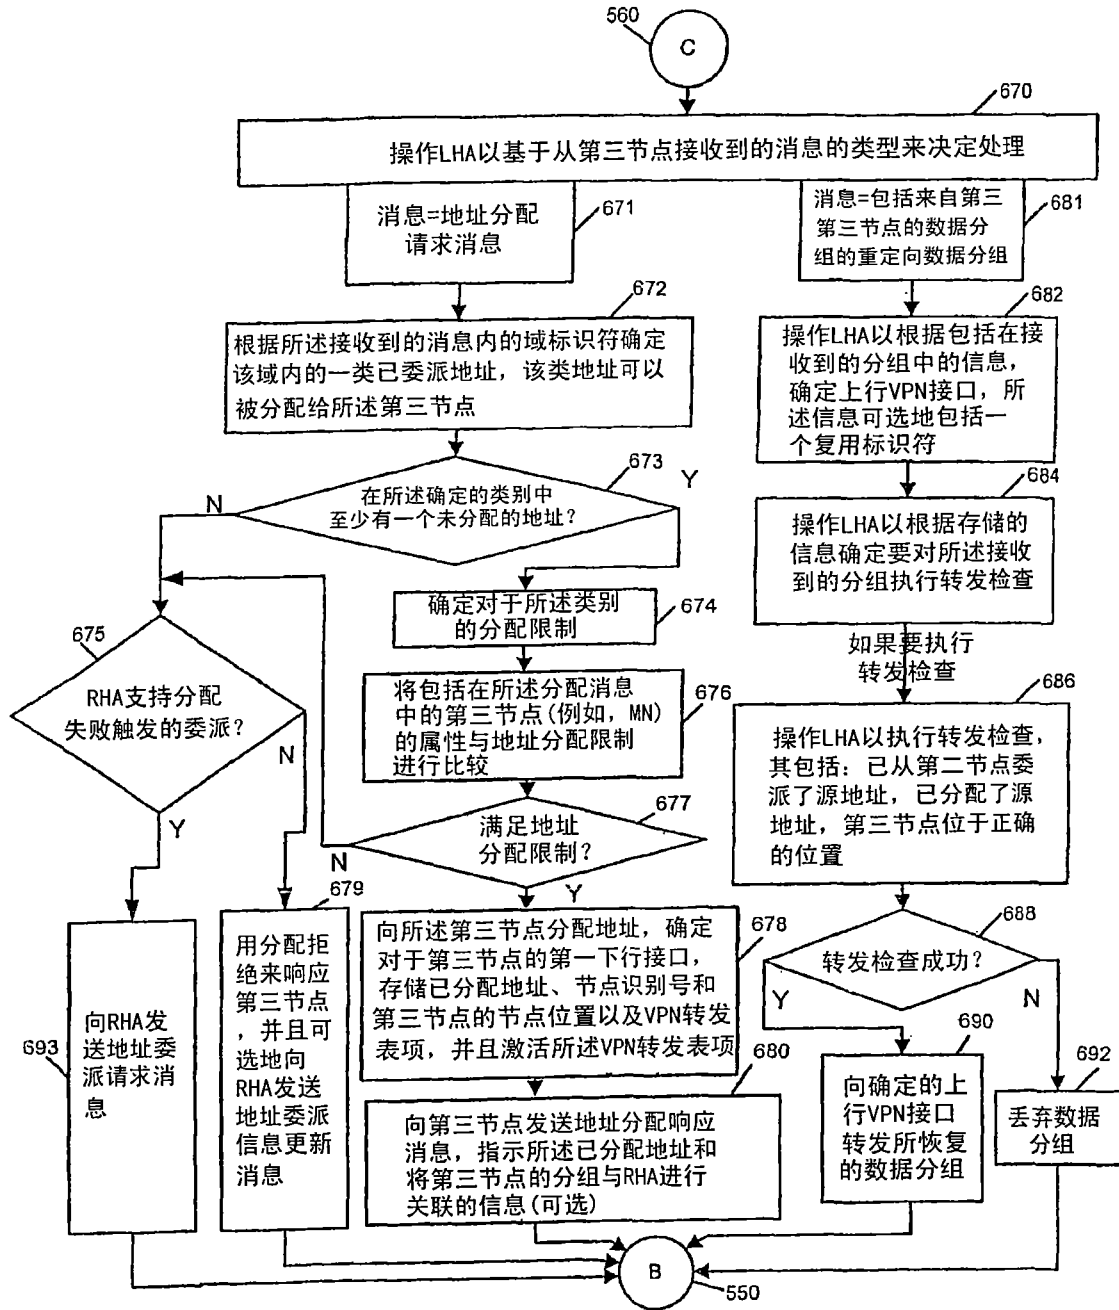 560
C
670
操作LHA以基于从第三节点接收到的消息的类型来决定处理
消息=地址分配
请求消息
671
消息=包括来自第三
第三节点的数据分
组的重定向数据分组
681
672
根据所述接收到的消息内的域标识符确定
该域内的一类已委派地址，该类地址可以
被分配给所述第三节点
682
操作LHA以根据包括在接
收到的分组中的信息，
确定上行VPN接口，所
述信息可选地包括一
个复用标识符
673
N
Y
在所述确定的类别中
至少有一个未分配的地址？
684
操作LHA以根据存储的
信息确定要对所述接收
到的分组执行转发检查
确定对于所述类别
的分配限制
674
如果要执行
转发检查
675
RHA支持分配
失败触发的委派？
N
Y
将包括在所述分配消息
中的第三节点(例如，MN)
的属性与地址分配限制
进行比较
676
686
操作LHA以执行转发检查，
其包括：已从第二节点委
派了源地址，已分配了源
地址，第三节点位于正确
的位置
677
满足地址
分配限制？
N
Y
679
用分配拒
绝来响应
第三节点
，并且可
选地向
RHA发送
地址委派
信息更新
消息
向所述第三节点分配地址，确定
对于第三节点的第一下行接口，
存储已分配地址、节点识别号和
第三节点的节点位置以及VPN转发
表项，并且激活所述VPN转发表项
678
688
转发检查成功？
Y
N
693
向RHA发
送地址委
派请求消
息
680
向第三节点发送地址分配响应
消息，指示所述已分配地址和
将第三节点的分组与RHA进行
关联的信息(可选)
690
向确定的上
行VPN接口
转发所恢复
的数据分组
692
丢弃数据
分组
B
550